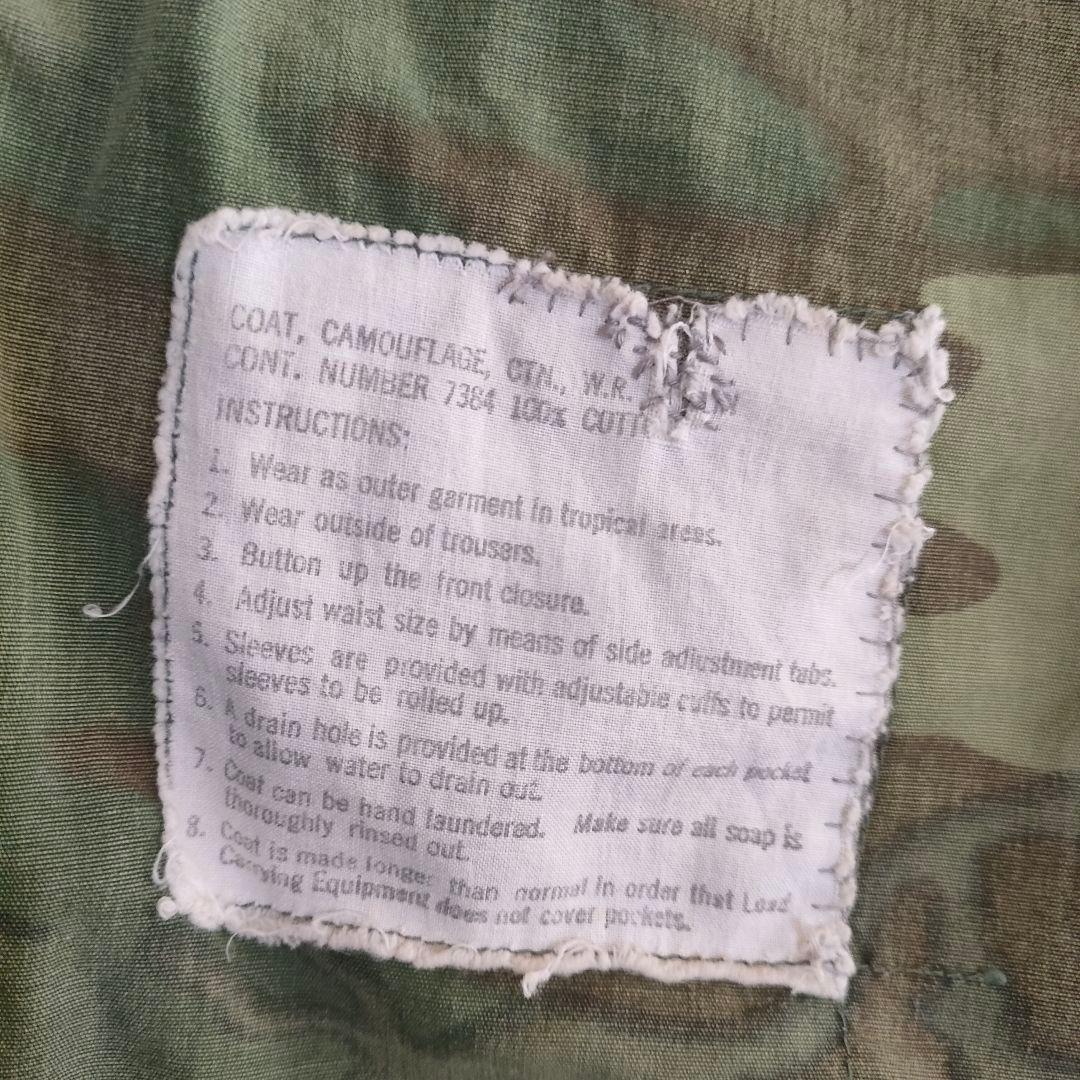 COAT, CAMOUFLAGE, CTN., W.R.
CONT. NUMBER 7364 100% CUTT
INSTRUCTIONS:
1. Wear as outer garment in tropical areas.
2. Wear outside of trousers.
3. Button up the front closure.
4. Adjust waist size by means of side adjustment tabs.
5. Sleeves are provided with adjustable cuffs to permit
sleeves to be rolled up.
6. A drain hole is provided at the bottom of each pocket
to allow water to drain out.
7. Coat can be hand laundered. Make sure all soap is
thoroughly rinsed out.
8. Coat is made longer than normal in order that Load
Carrying Equipment does not cover pockets.